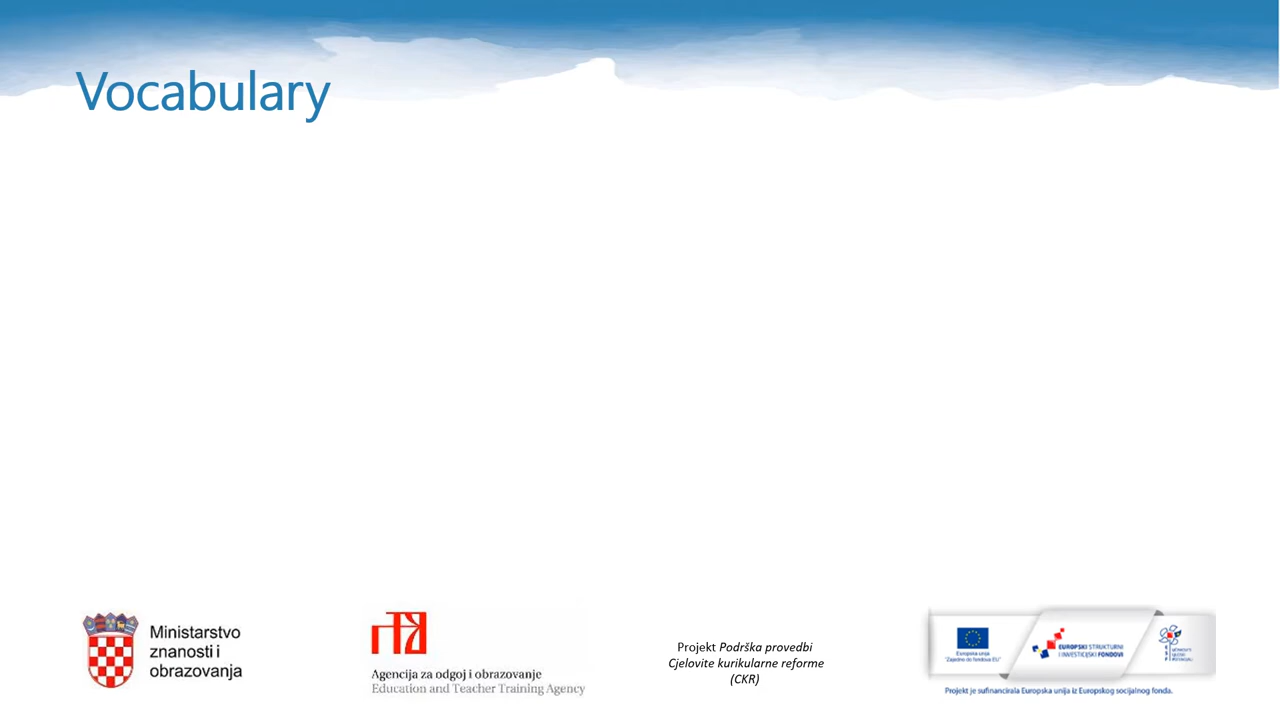 Vocabulary
Ministarstvo
znanosti i
obrazovanja
Agencija za odgoj i obrazovanje
Education and Teacher Training Agency
Projekt Podrška provedbi
Cjelovite kurikularne reforme
(CKR)
Europska unija
"Zajedno do fondova EU"
EUROPSKI STRUKTURNI
I INVESTICIJSKI FONDOVI
Projekt je sufinancirala Europska unija iz Europskog socijalnog fonda.